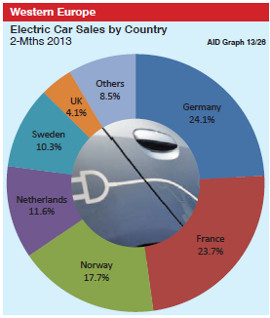 Western Europe
Electric Car Sales by Country
2-Mths 2013
AID Graph 13/26
Germany
24.1%
France
23.7%
Norway
17.7%
Netherlands
11.6%
Sweden
10.3%
UK
4.1%
Others
8.5%